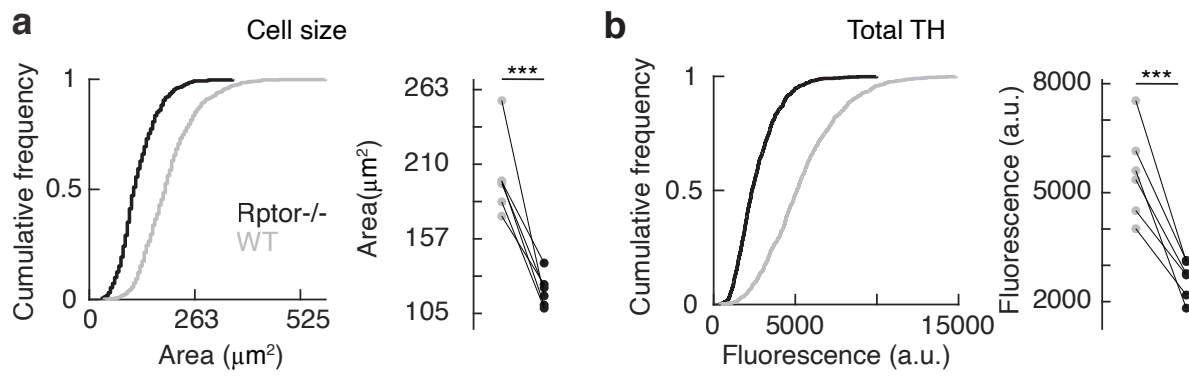 a
Cell size
Cumulative frequency
1
0.5
0
0
263
525
Area (μm²)
Rptor-/-
WT
Area(μm²)
263
210
157
105
***
b
Total TH
Cumulative frequency
1
0.5
0
0
5000
15000
Fluorescence (a.u.)
Fluorescence (a.u.)
8000
5000
2000
***